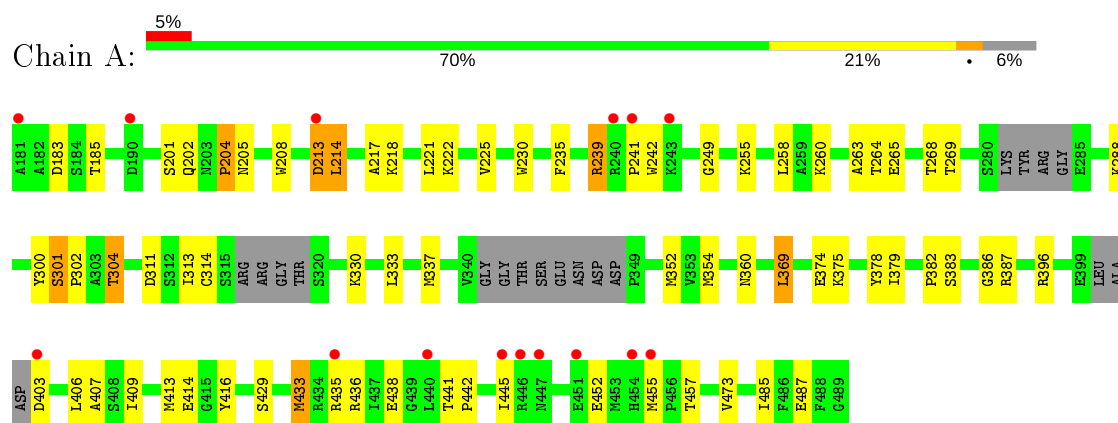 5%
Chain A:
70% 21% • 6%
A181 A182 D183 S184 T185 D190 S201 Q202 N203 P204 N205 W208 D213 L214 A217 K218 L221 K222 V225 W230 F235 R239 R240 P241 W242 K243 G249 K255 L258 A259 K260 A263 T264 E265 T268 T269 S280 LYS TYR ARG GLY E285
Y300 S301 P302 A303 T304 D311 S312 I313 C314 S315 ARG ARG GLY THR S320 K330 L333 M337 V340 GLY GLY THR SER GLU ASN ASP ASP P349 M352 V353 M354 N360 L369 E374 K375 Y378 I379 P382 S383 G386 R387 R396 E399 LEU ALA
ASP D403 L406 A407 S408 I409 M413 E414 G415 Y416 S429 M433 R434 R435 R436 I437 E438 G439 L440 T441 P442 I445 R446 N447 E451 E452 M453 H454 M455 P456 T457 V473 I485 F486 E487 F488 G489